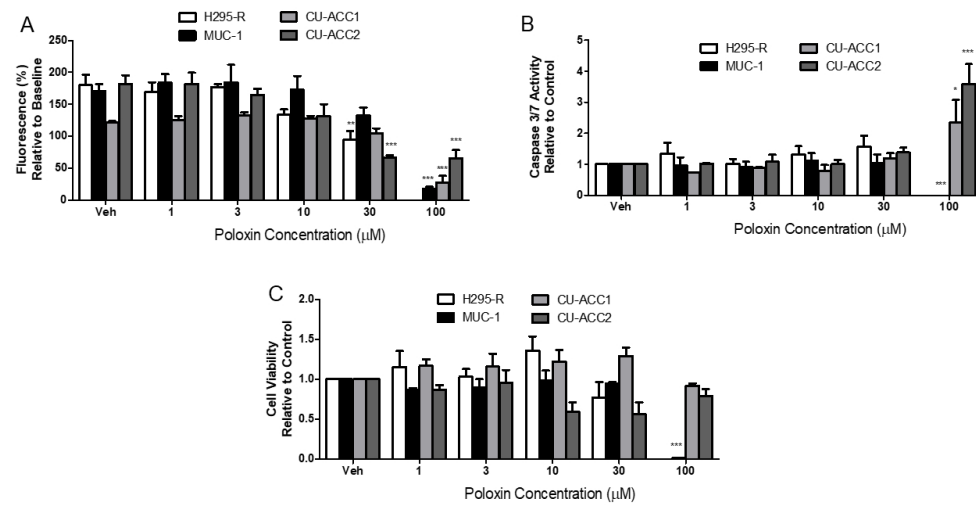 A
H295-R
CU-ACC1
MUC-1
CU-ACC2
Fluorescence (%)
Relative to Baseline
250
200
150
100
50
0
**
***
***
***
***
Veh
1
3
10
30
100
Poloxin Concentration (μM)
B
H295-R
CU-ACC1
MUC-1
CU-ACC2
Caspase 3/7 Activity
Relative to Control
5
4
3
2
1
0
***
*
***
Veh
1
3
10
30
100
Poloxin Concentration (μM)
C
H295-R
CU-ACC1
MUC-1
CU-ACC2
Cell Viability
Relative to Control
2.0
1.5
1.0
0.5
0.0
***
Veh
1
3
10
30
100
Poloxin Concentration (μM)